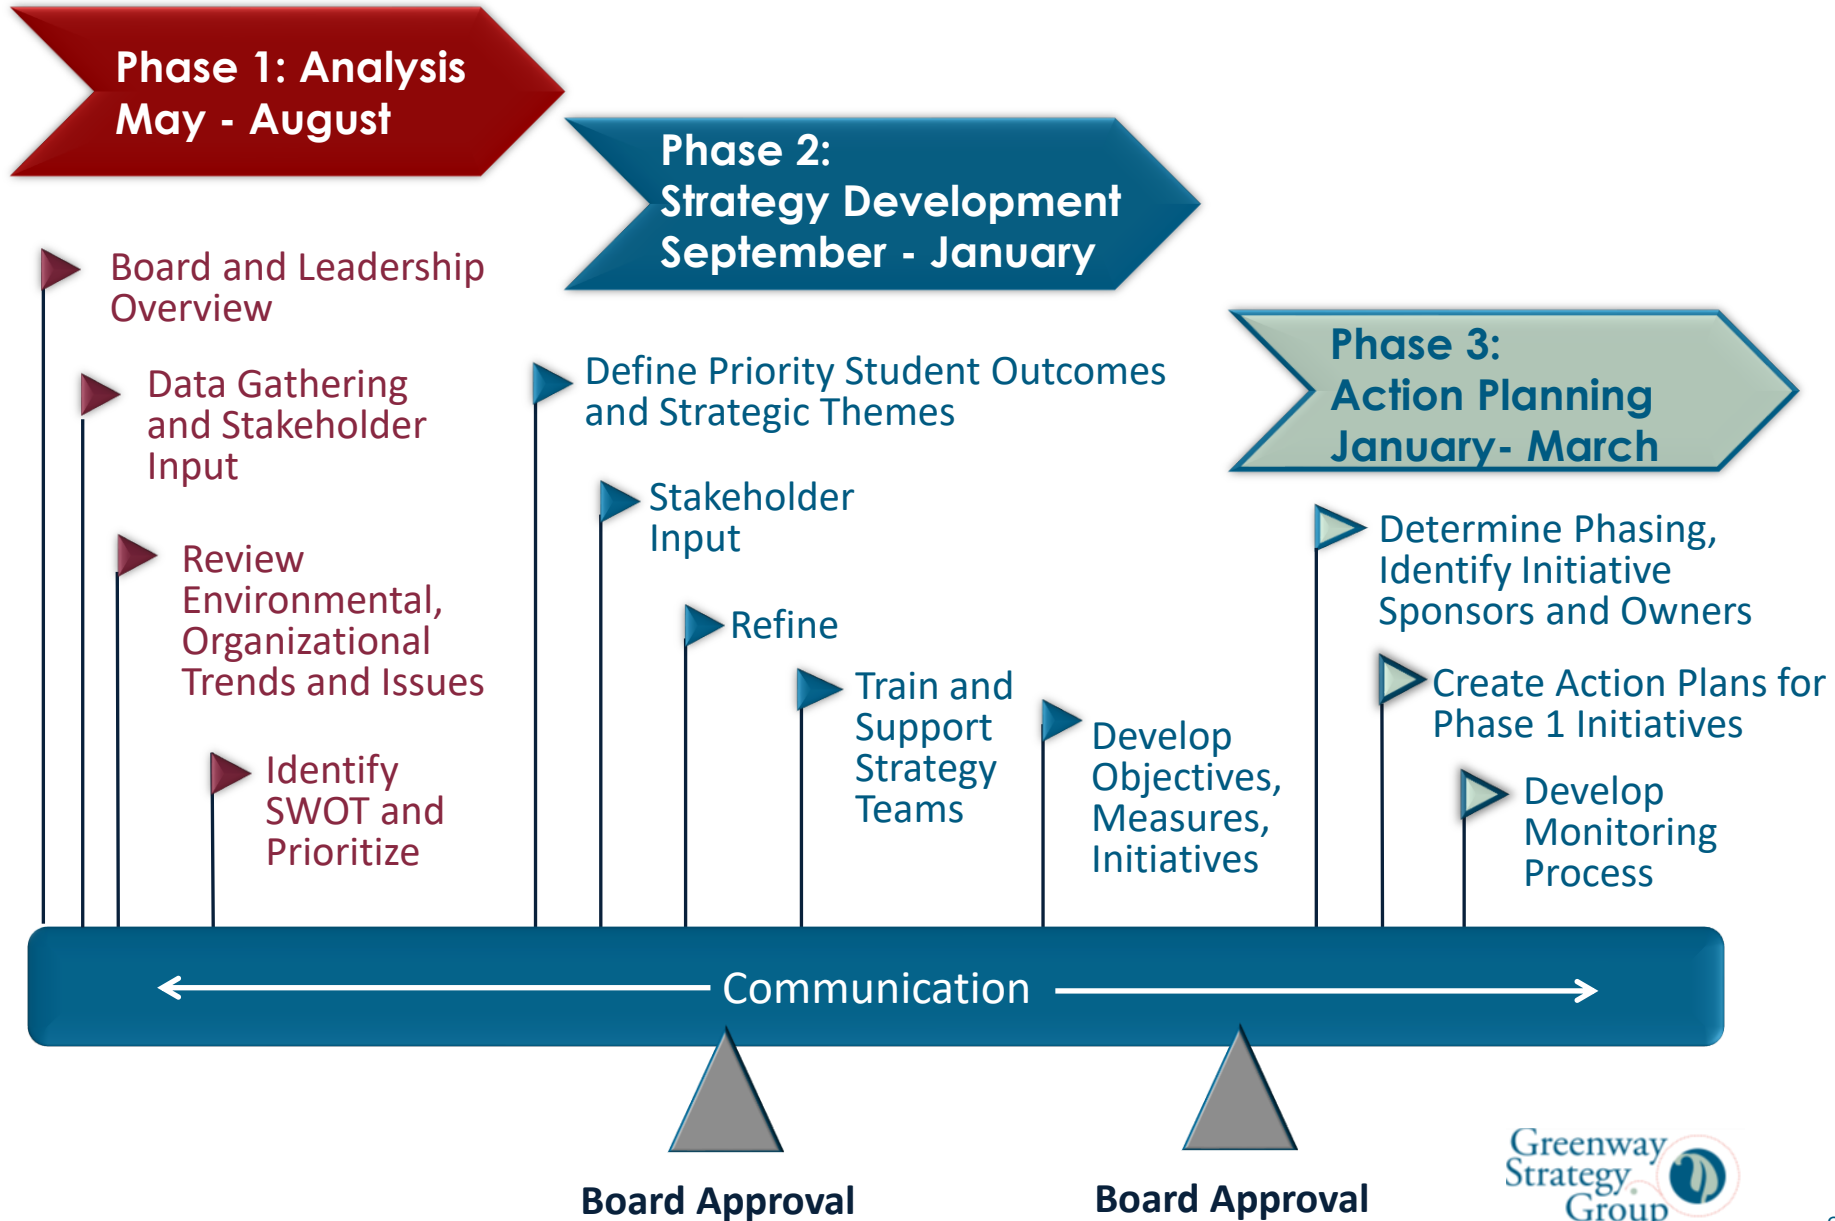 Phase 1: Analysis
May - August
Phase 2:
Strategy Development
September - January
Phase 3:
Action Planning
January- March
Board and Leadership
Overview
Data Gathering
and Stakeholder
Input
Review
Environmental,
Organizational
Trends and Issues
Identify
SWOT and
Prioritize
Define Priority Student Outcomes
and Strategic Themes
Stakeholder
Input
Refine
Train and
Support
Strategy
Teams
Develop
Objectives,
Measures,
Initiatives
Determine Phasing,
Identify Initiative
Sponsors and Owners
Create Action Plans for
Phase 1 Initiatives
Develop
Monitoring
Process
Communication
Board Approval
Board Approval
Greenway
Strategy
Group